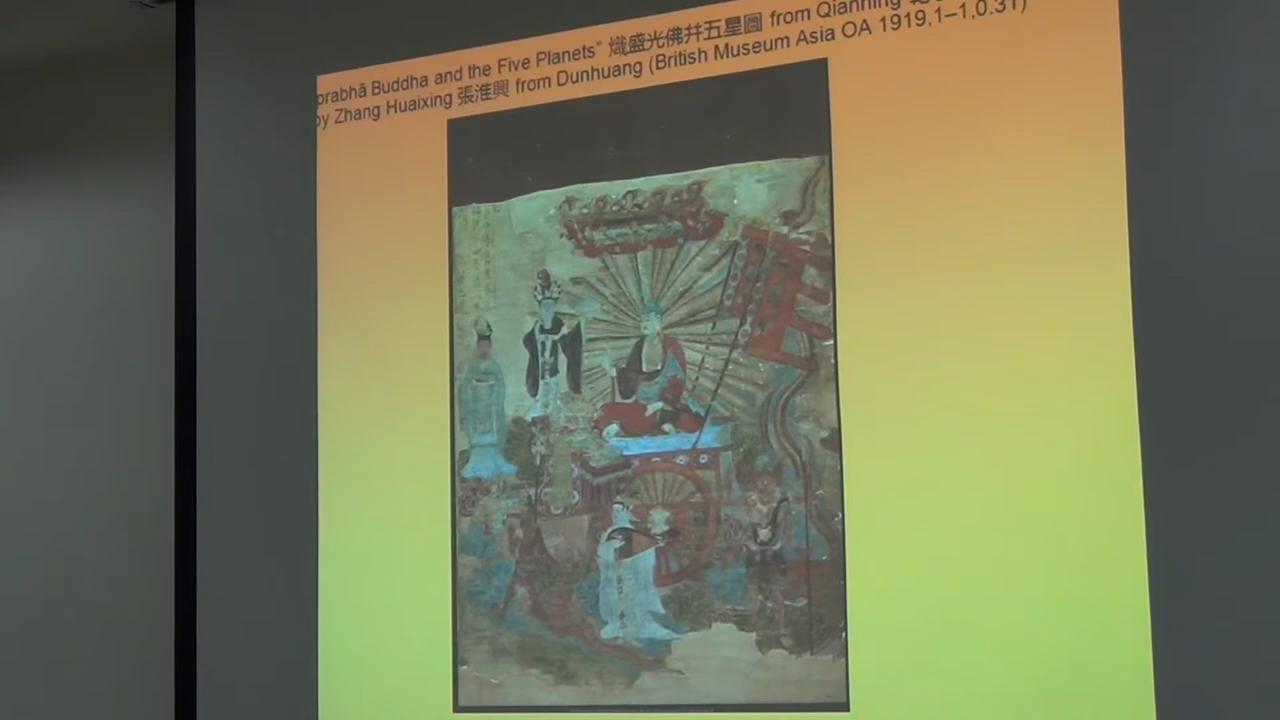 prabhā Buddha and the Five Planets” 熾盛光佛幷五星圖 from Qianning
by Zhang Huaixing 張淮興 from Dunhuang (British Museum Asia OA 1919,1–1,0.31)